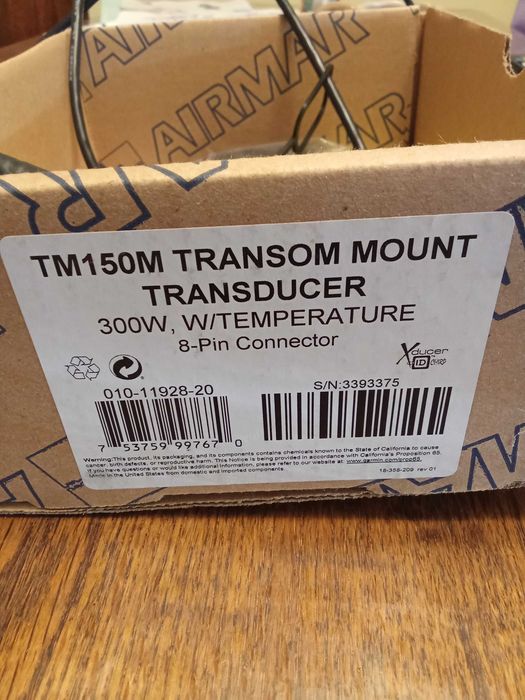 AIRMAR
TM150M TRANSOM MOUNT
TRANSDUCER
300W, W/TEMPERATURE
8-Pin Connector
Xducer
ID CHIRP
010-11928-20
S/N:3393375
7 53759 99767 0
Warning:This product, its packaging, and its components contains chemicals known to the State of California to cause
cancer, birth defects, or reproductive harm. This Notice is being provided in accordance with California's Proposition 65.
If you have questions or would like additional information, please refer to our website at www.garmin.com/prop65.
Made in the United States from domestic and imported components.
18-358-209 rev 01